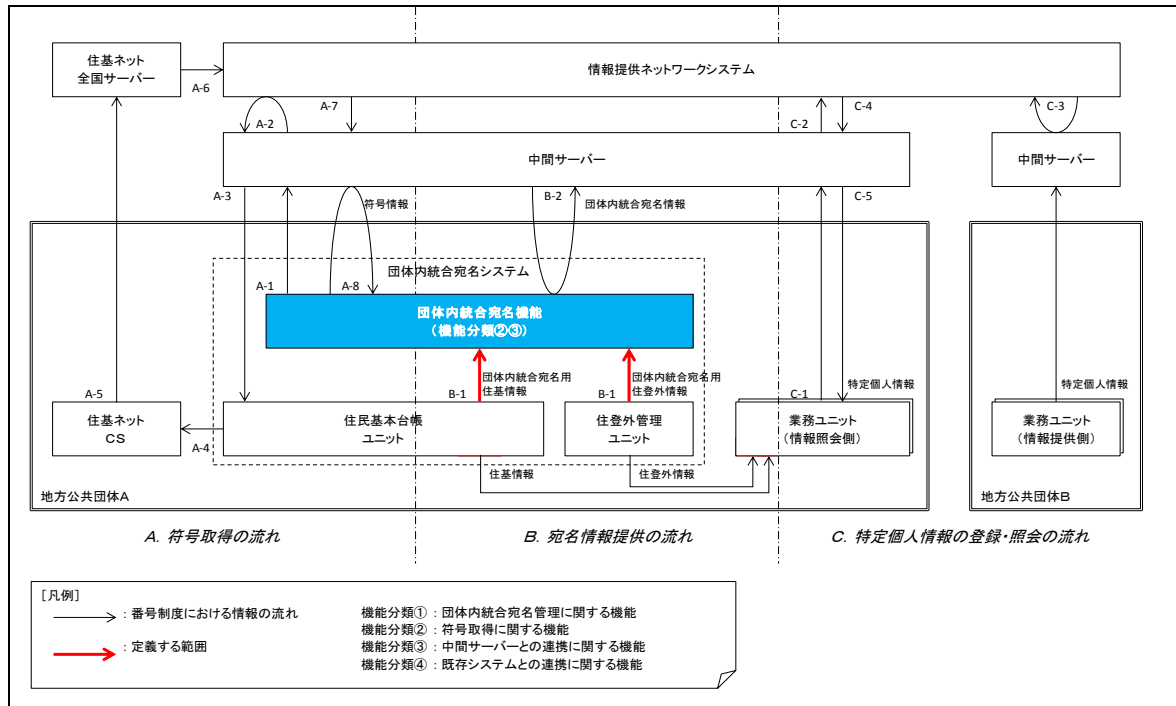 住基ネット
全国サーバー
A-6
情報提供ネットワークシステム
A-2
A-7
C-2
C-4
C-3
中間サーバー
中間サーバー
A-3
符号情報
B-2
団体内統合宛名情報
C-5
団体内統合宛名システム
A-1
A-8
団体内統合宛名機能
(機能分類②③)
団体内統合宛名用
住基情報
B-1
団体内統合宛名用
住登外情報
B-1
C-1
特定個人情報
特定個人情報
A-5
住基ネット
CS
A-4
住民基本台帳
ユニット
住登外管理
ユニット
業務ユニット
(情報照会側)
業務ユニット
(情報提供側)
住基情報
住登外情報
地方公共団体A
地方公共団体B
A. 符号取得の流れ
B. 宛名情報提供の流れ
C. 特定個人情報の登録・照会の流れ
[凡例]
:番号制度における情報の流れ
:定義する範囲
機能分類①:団体内統合宛名管理に関する機能
機能分類②:符号取得に関する機能
機能分類③:中間サーバーとの連携に関する機能
機能分類④:既存システムとの連携に関する機能